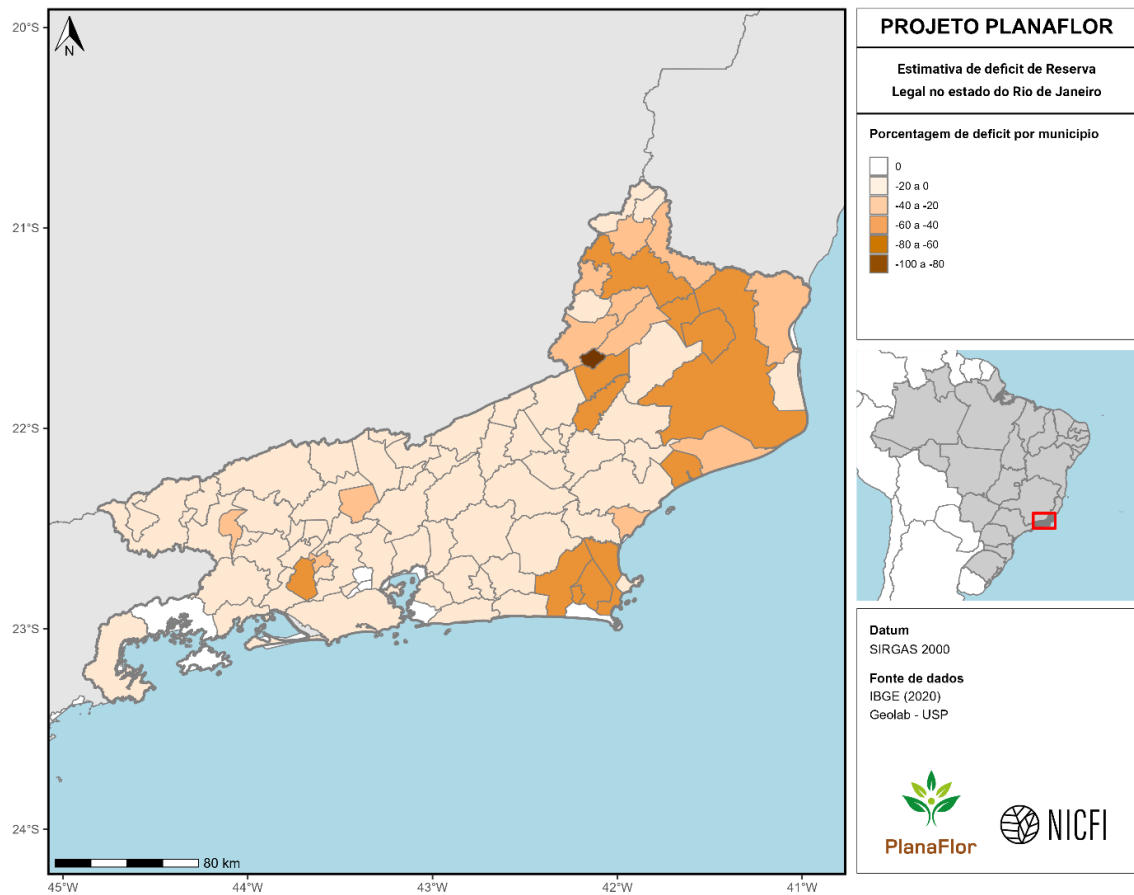 20°S
21°S
22°S
23°S
24°S
N
80 km
45°W
44°W
43°W
42°W
41°W
PROJETO PLANAFLOR
Estimativa de deficit de Reserva
Legal no estado do Rio de Janeiro
Porcentagem de deficit por município
0
-20 a 0
-40 a -20
-60 a -40
-80 a -60
-100 a -80
Datum
SIRGAS 2000
Fonte de dados
IBGE (2020)
Geolab - USP
PlanaFlor
NICFI